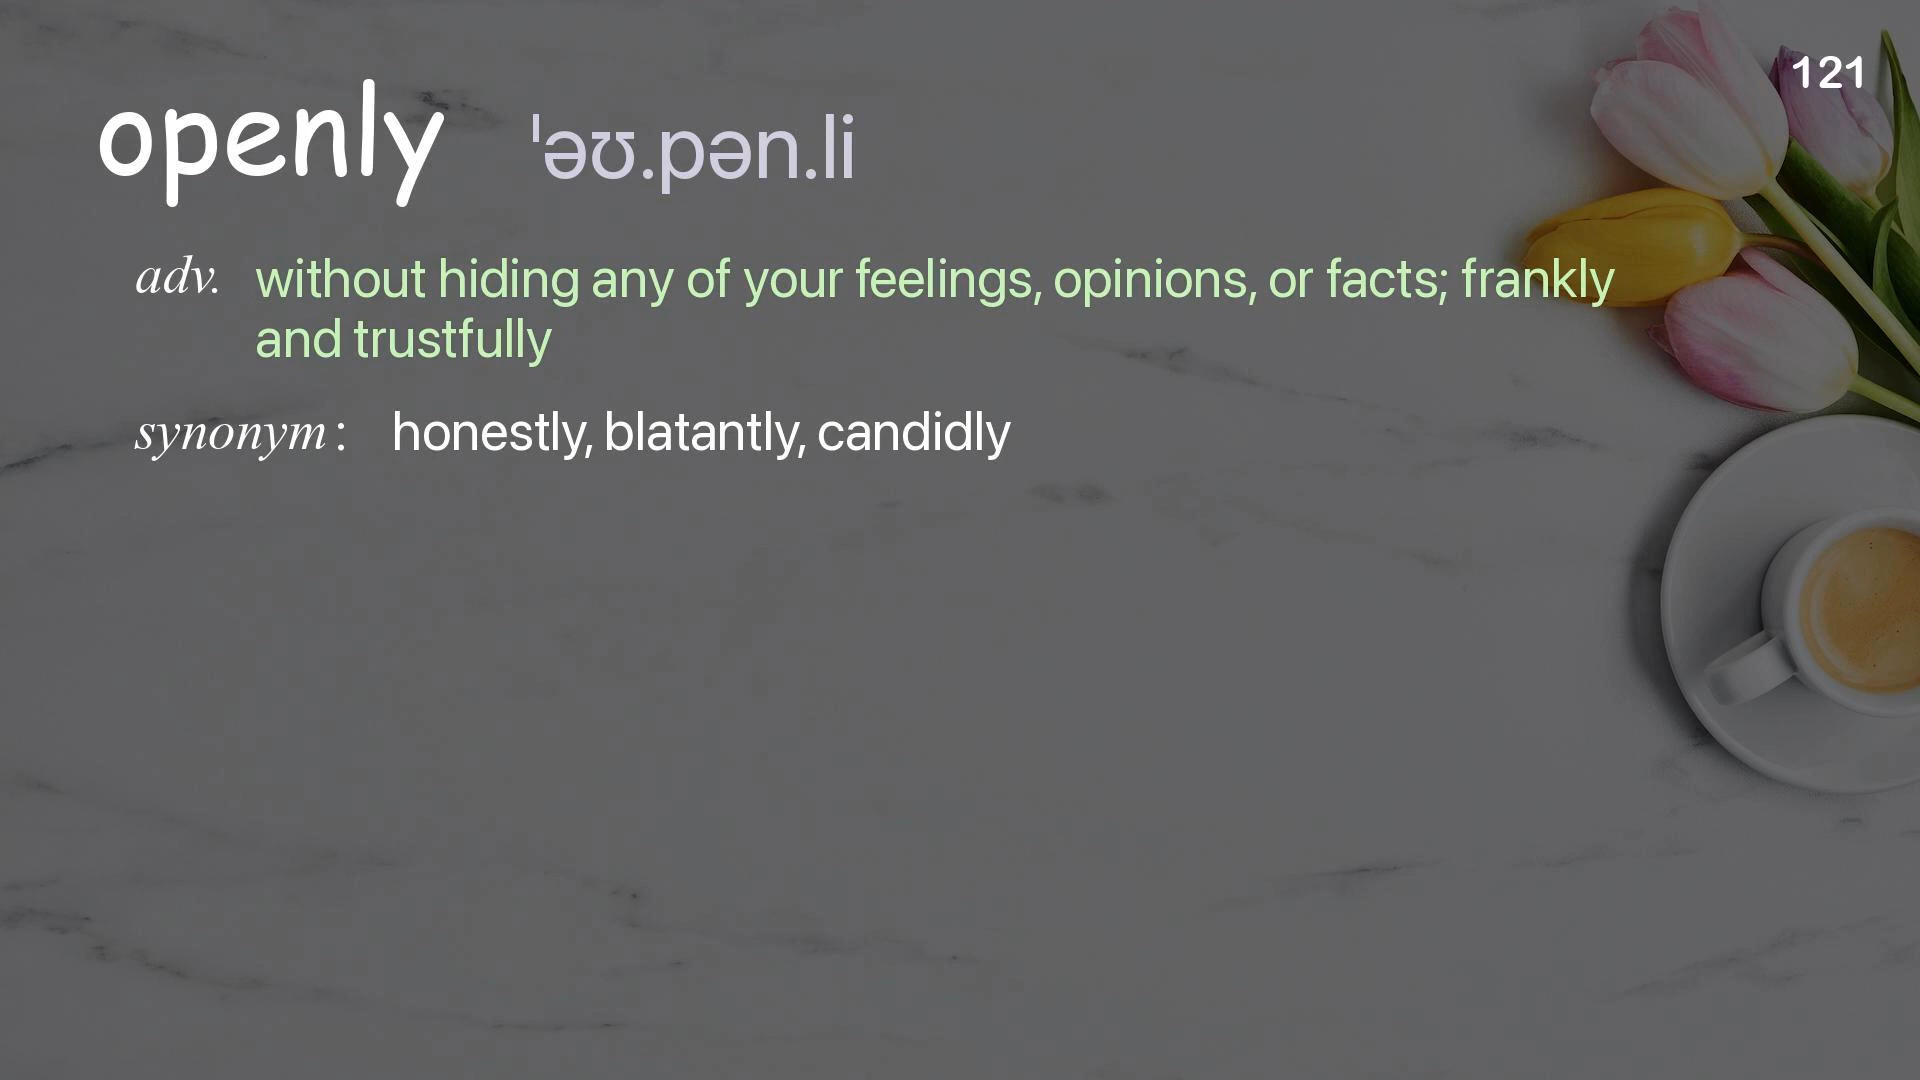 121
openly ˈəʊ.pən.li
adv. without hiding any of your feelings, opinions, or facts; frankly
and trustfully
synonym : honestly, blatantly, candidly